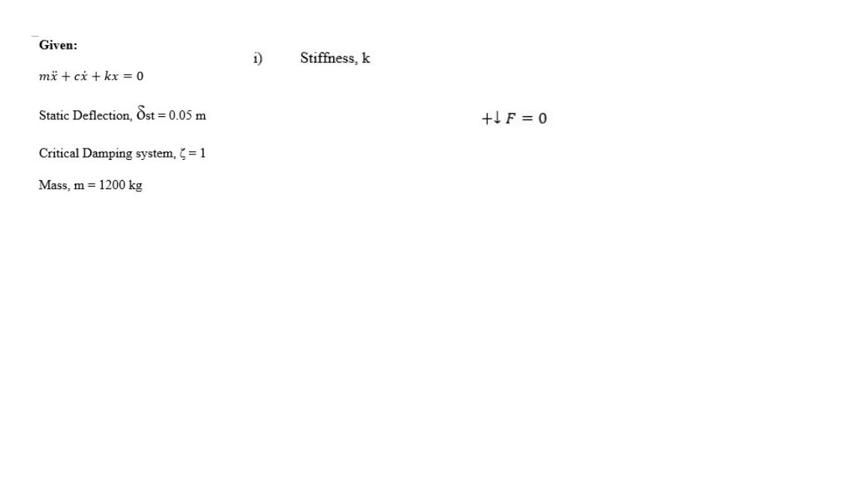 Given:
i) Stiffness, k
mẍ + cẋ + kx = 0
Static Deflection, δst = 0.05 m
+↓ F = 0
Critical Damping system, ζ = 1
Mass, m = 1200 kg